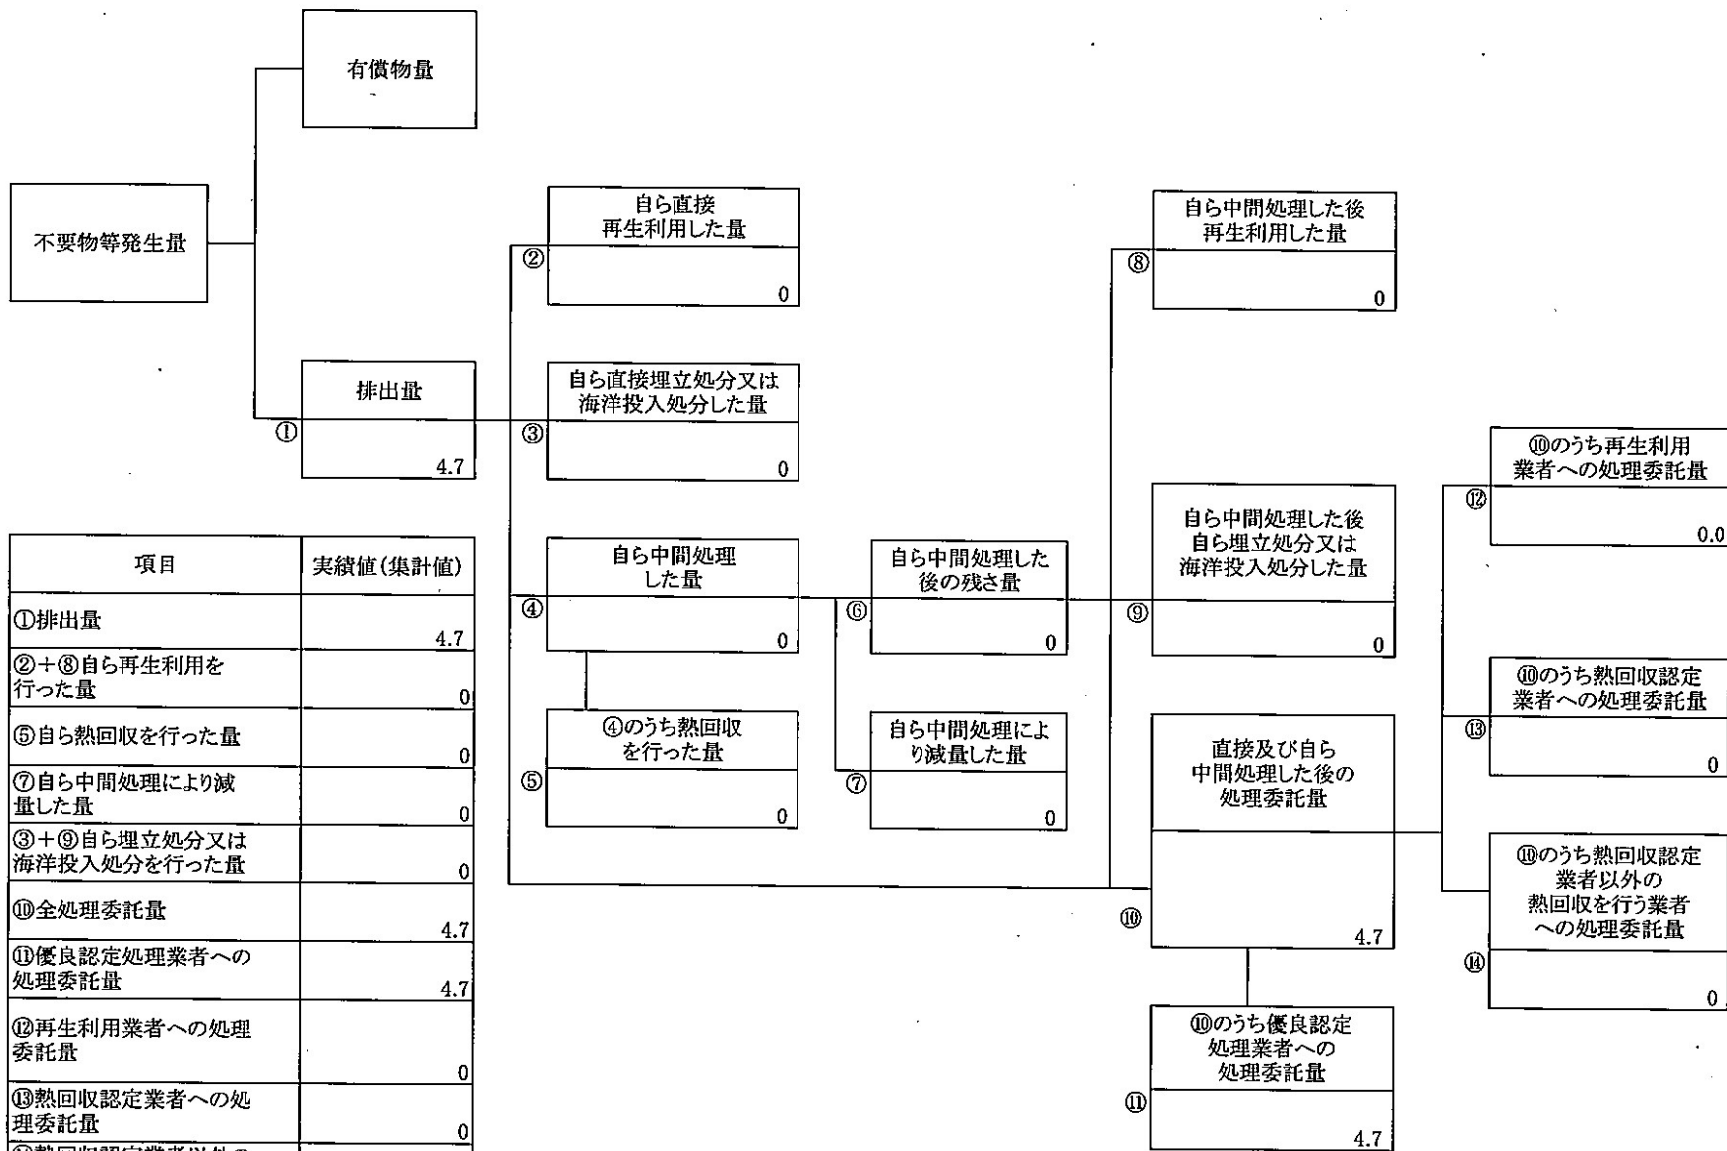 有償物量
不要物等発生量
排出量
①
4.7
自ら直接
再生利用した量
②
0
自ら直接埋立処分又は
海洋投入処分した量
③
0
自ら中間処理
した量
④
0
④のうち熱回収
を行った量
⑤
0
自ら中間処理した
後の残さ量
⑥
0
自ら中間処理によ
り減量した量
⑦
0
自ら中間処理した後
再生利用した量
⑧
0
自ら中間処理した後
自ら埋立処分又は
海洋投入処分した量
⑨
0
直接及び自ら
中間処理した後の
処理委託量
⑩
4.7
⑩のうち優良認定
処理業者への
処理委託量
⑪
4.7
⑩のうち再生利用
業者への処理委託量
⑫
0.0
⑩のうち熱回収認定
業者への処理委託量
⑬
0
⑩のうち熱回収認定
業者以外の
熱回収を行う業者
への処理委託量
⑭
0
項目 実績値(集計値)
①排出量
4.7
②+⑧自ら再生利用を
行った量
0
⑤自ら熱回収を行った量
0
⑦自ら中間処理により減
量した量
0
③+⑨自ら埋立処分又は
海洋投入処分を行った量
0
⑩全処理委託量
4.7
⑪優良認定処理業者への
処理委託量
4.7
⑫再生利用業者への処理
委託量
0
⑬熱回収認定業者への処
理委託量
0
⑭熱回収認定業者以外の